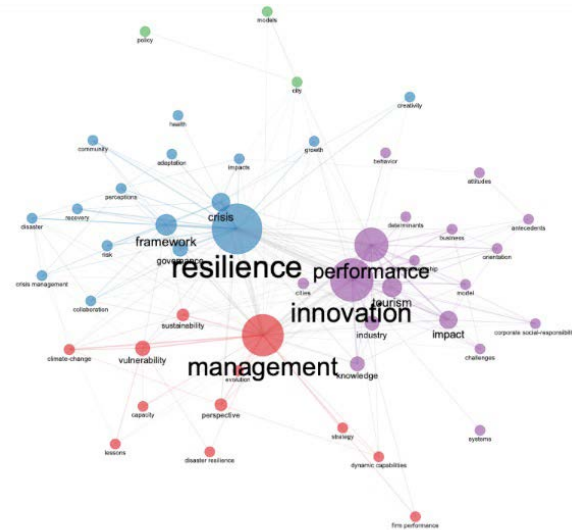 models
policy
city
creativity
health
growth
community
adaptation
impacts
behavior
attitudes
perceptions
crisis
disaster
recovery
determinants
business
antecedents
framework
risk
governance
resilience
performance
orientation
crisis management
cities
tourism
model
collaboration
innovation
sustainability
industry
impact
corporate social-responsibility
climate-change
vulnerability
management
knowledge
challenges
evolution
capacity
perspective
strategy
systems
lessons
disaster resilience
dynamic capabilities
firm performance